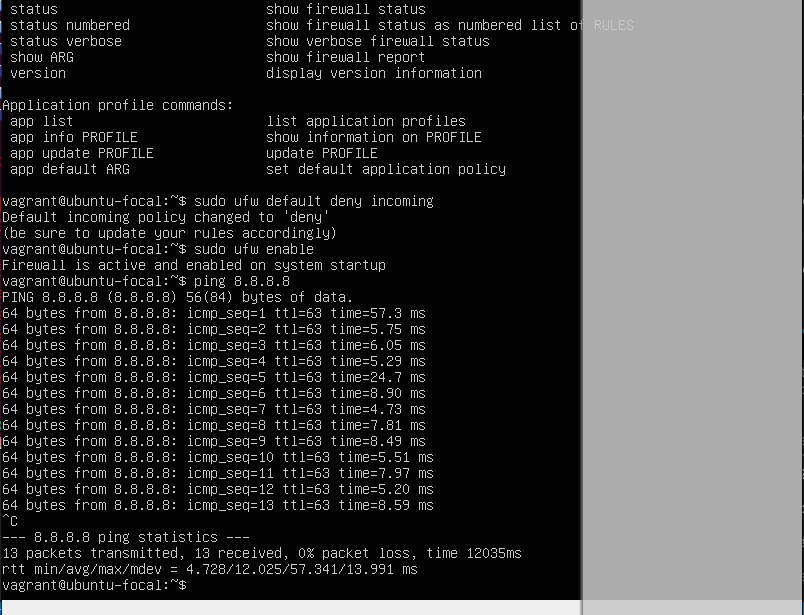 status                          show firewall status
status numbered                 show firewall status as numbered list of RULES
status verbose                  show verbose firewall status
show ARG                        show firewall report
version                         display version information
Application profile commands:
app list                        list application profiles
app info PROFILE                show information on PROFILE
app update PROFILE              update PROFILE
app default ARG                 set default application policy
vagrant@ubuntu-focal:~$ sudo ufw default deny incoming
Default incoming policy changed to 'deny'
(be sure to update your rules accordingly)
vagrant@ubuntu-focal:~$ sudo ufw enable
Firewall is active and enabled on system startup
vagrant@ubuntu-focal:~$ ping 8.8.8.8
PING 8.8.8.8 (8.8.8.8) 56(84) bytes of data.
64 bytes from 8.8.8.8: icmp_seq=1 ttl=63 time=57.3 ms
64 bytes from 8.8.8.8: icmp_seq=2 ttl=63 time=5.75 ms
64 bytes from 8.8.8.8: icmp_seq=3 ttl=63 time=6.05 ms
64 bytes from 8.8.8.8: icmp_seq=4 ttl=63 time=5.29 ms
64 bytes from 8.8.8.8: icmp_seq=5 ttl=63 time=24.7 ms
64 bytes from 8.8.8.8: icmp_seq=6 ttl=63 time=8.90 ms
64 bytes from 8.8.8.8: icmp_seq=7 ttl=63 time=4.73 ms
64 bytes from 8.8.8.8: icmp_seq=8 ttl=63 time=7.81 ms
64 bytes from 8.8.8.8: icmp_seq=9 ttl=63 time=8.49 ms
64 bytes from 8.8.8.8: icmp_seq=10 ttl=63 time=5.51 ms
64 bytes from 8.8.8.8: icmp_seq=11 ttl=63 time=7.97 ms
64 bytes from 8.8.8.8: icmp_seq=12 ttl=63 time=5.20 ms
64 bytes from 8.8.8.8: icmp_seq=13 ttl=63 time=8.59 ms
^C
--- 8.8.8.8 ping statistics ---
13 packets transmitted, 13 received, 0% packet loss, time 12035ms
rtt min/avg/max/mdev = 4.728/12.025/57.341/13.991 ms
vagrant@ubuntu-focal:~$